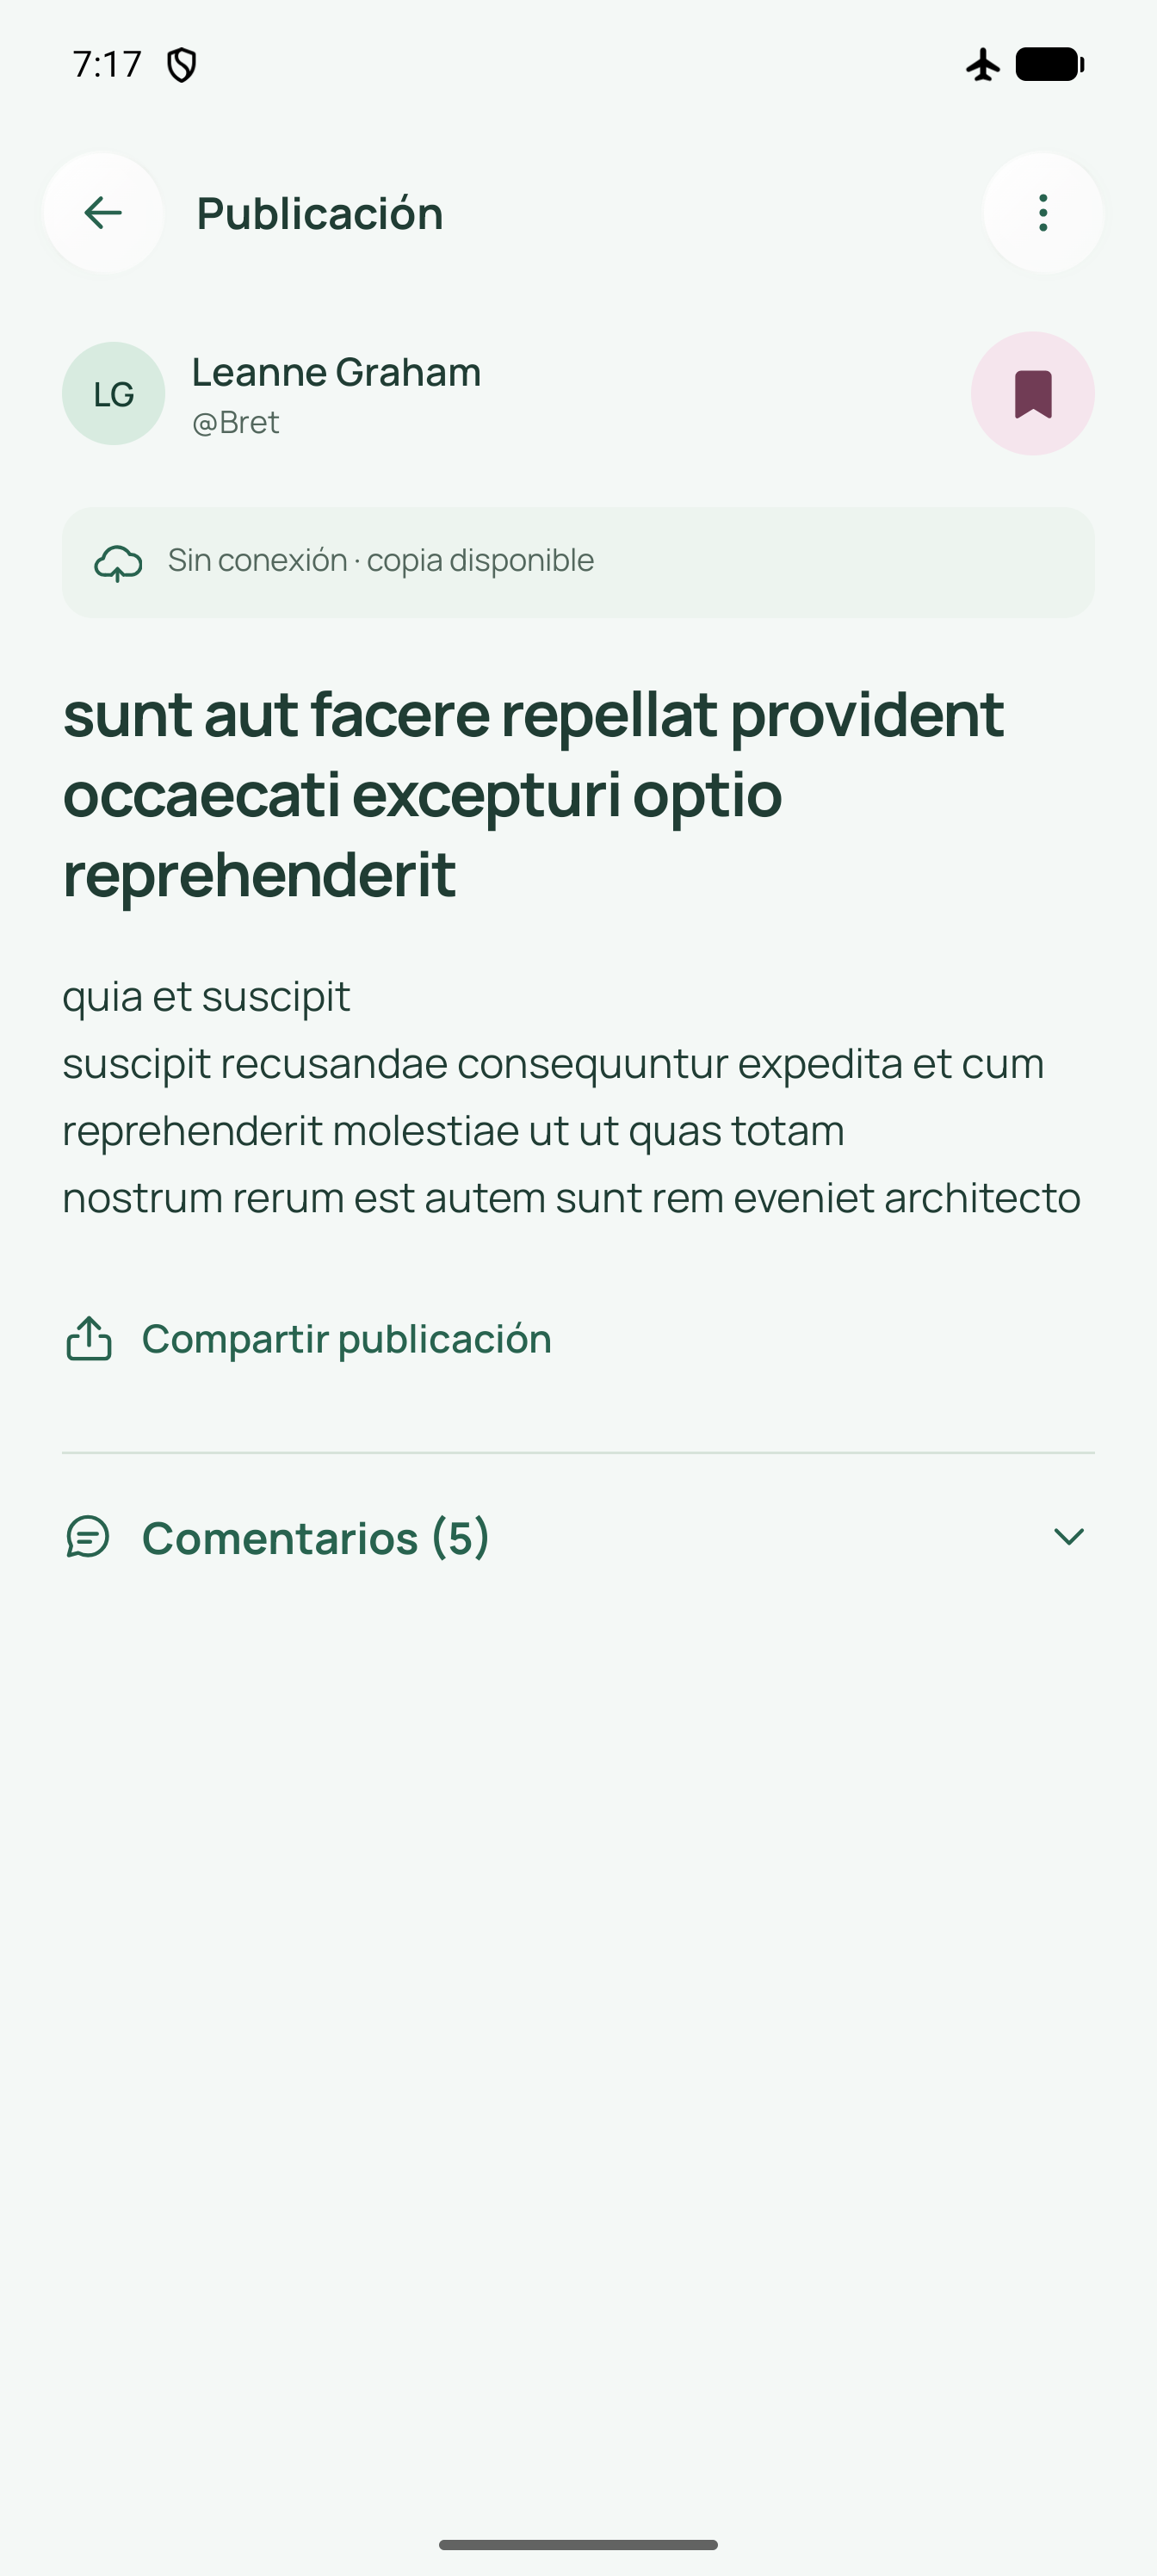 7:17
Publicación
LG
Leanne Graham
@Bret
Sin conexión · copia disponible
sunt aut facere repellat provident
occaecati excepturi optio
reprehenderit
quia et suscipit
suscipit recusandae consequuntur expedita et cum
reprehenderit molestiae ut ut quas totam
nostrum rerum est autem sunt rem eveniet architecto
Compartir publicación
Comentarios (5)